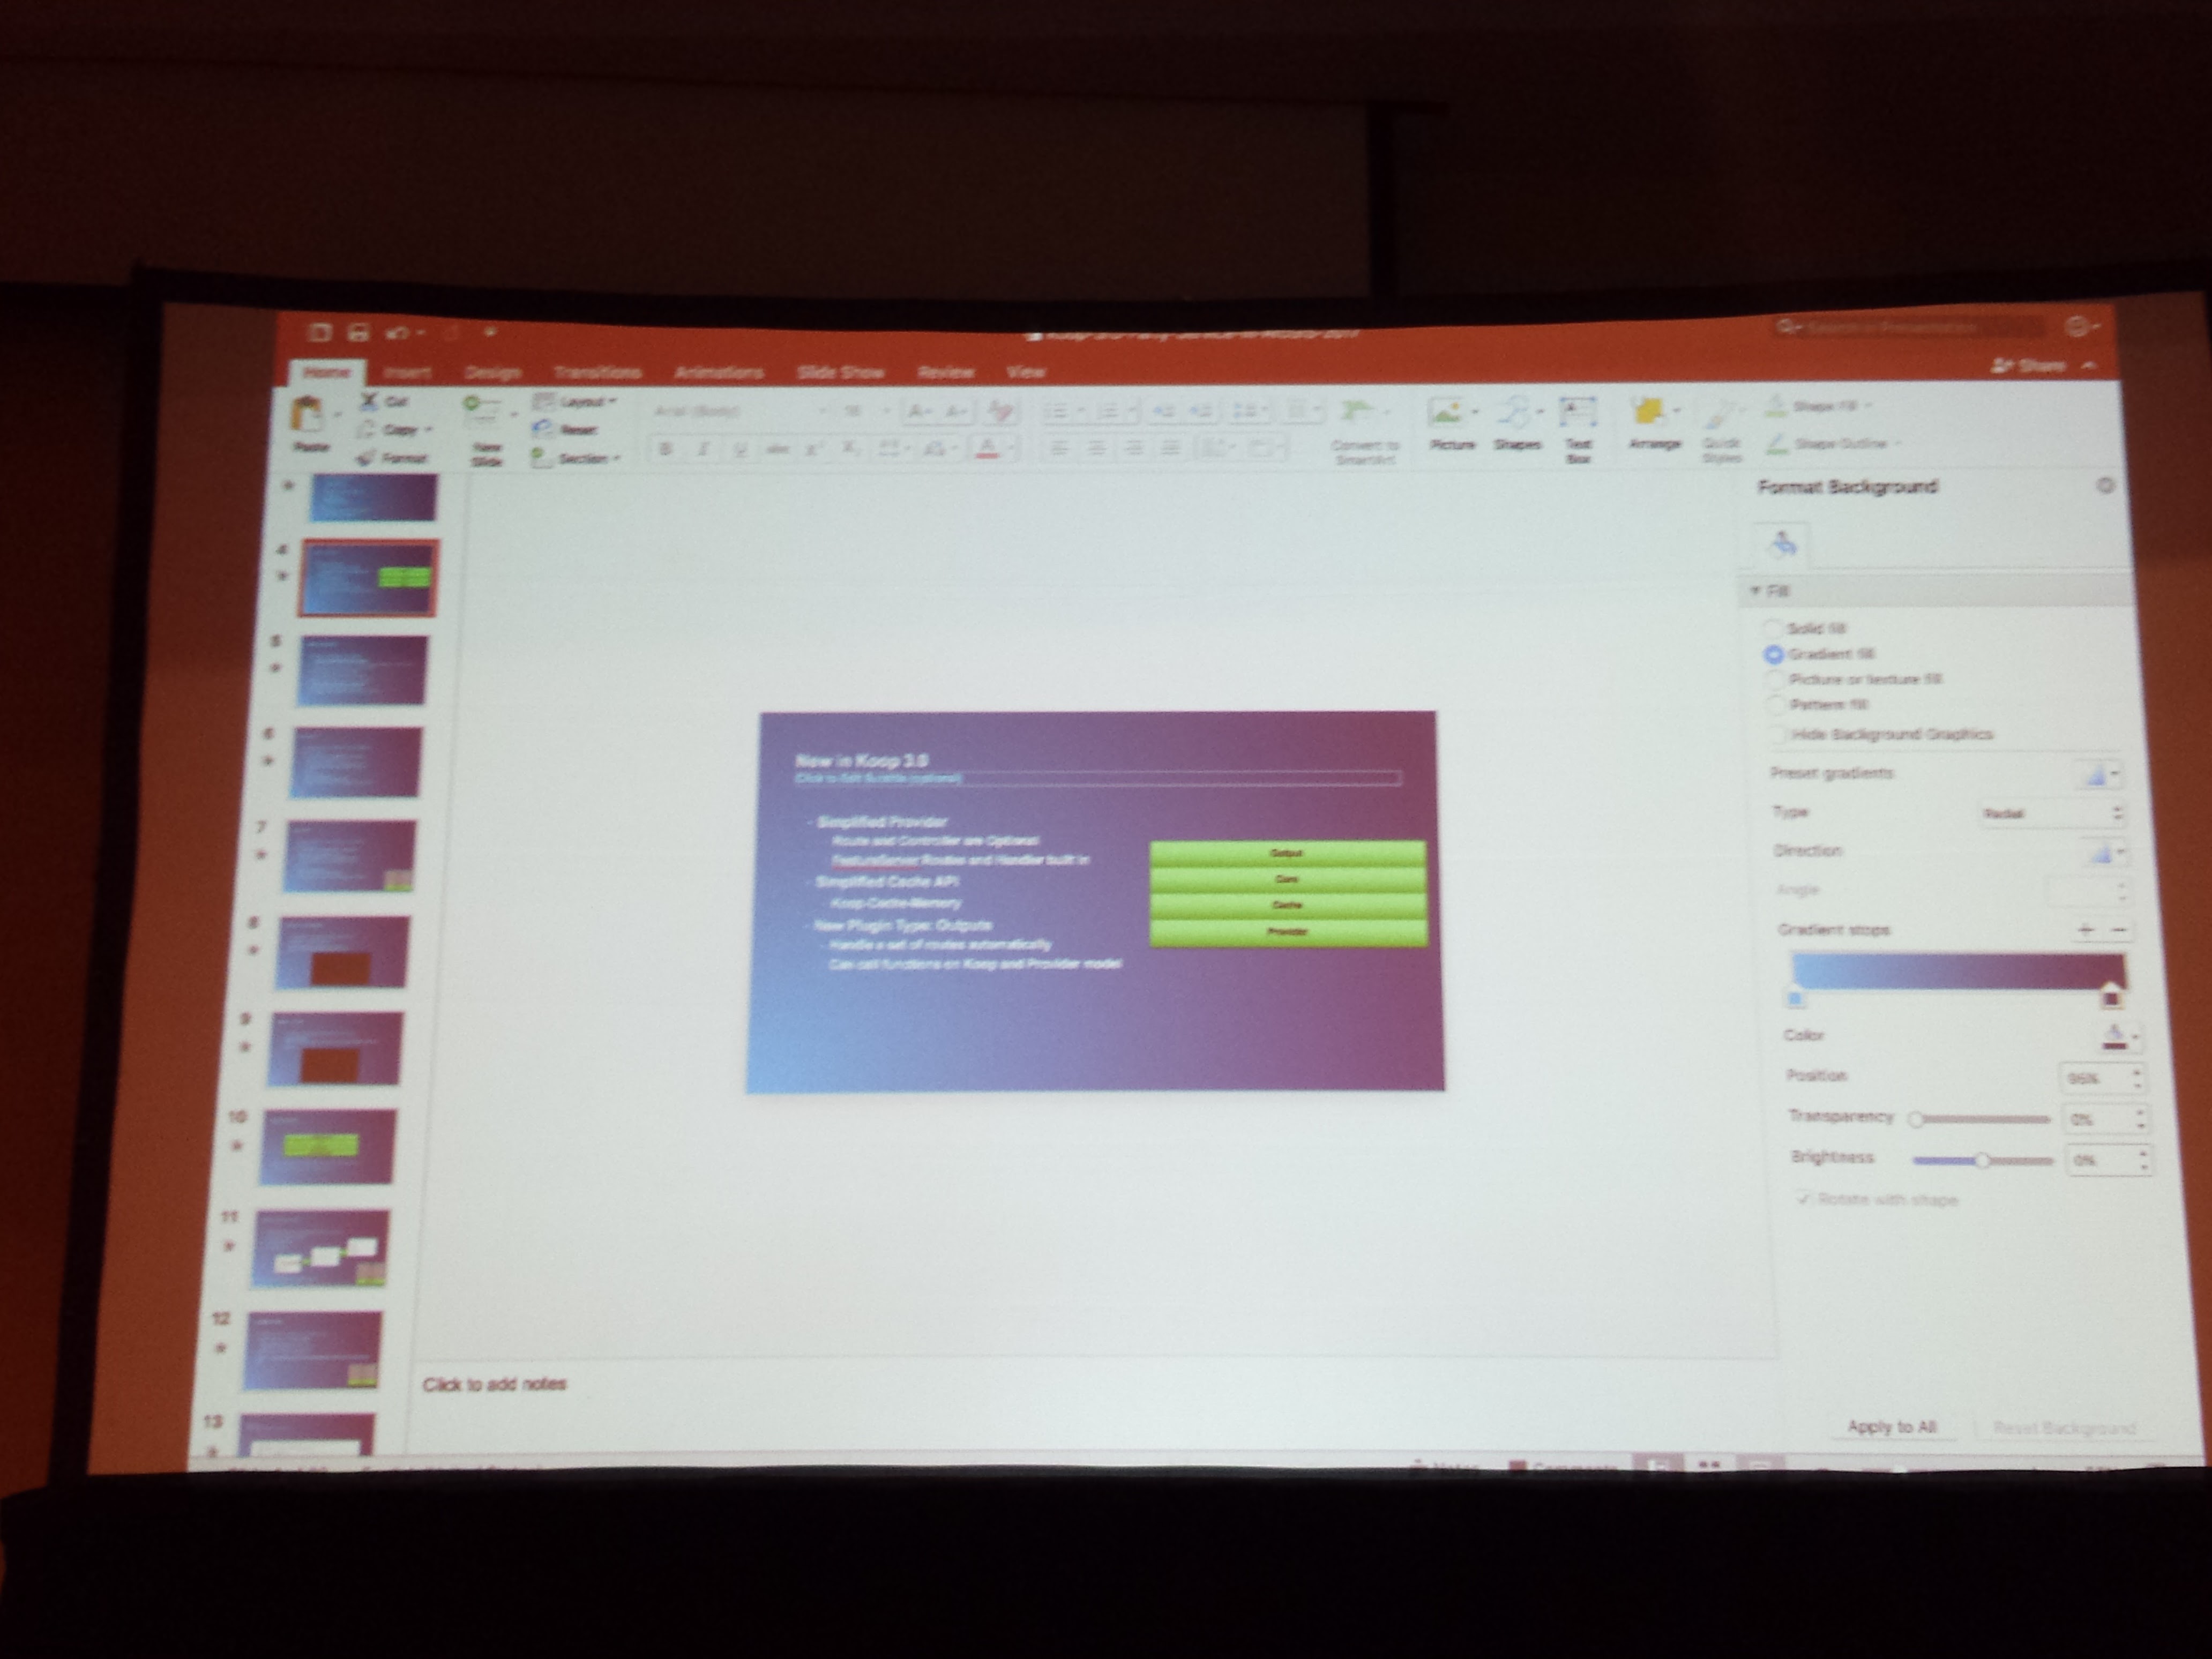 Home Insert Design Transitions Animations Slide Show Review View Share
Paste
Cut
Copy
Format
New Slide
Layout
Reset
Section
Arial (Body) 18
Convert to SmartArt
Picture
Shapes
Text Box
Arrange
Quick Styles
Shape Fill
Shape Outline
4
5
6
7
8
9
10
11
12
13
New in Koop 3.0
Click to Edit Subtitle (optional)
- Simplified Provider
Route and Controller are Optional
FeatureServer Routes and Handler built in
- Simplified Cache API
Koop-Cache-Memory
- New Plugin Type: Outputs
- Handle a set of routes automatically
Can call functions on Koop and Provider model
Output
Core
Cache
Provider
Click to add notes
Format Background
Fill
Solid fill
Gradient fill
Picture or texture fill
Pattern fill
Hide Background Graphics
Preset gradients
Type Radial
Direction
Angle
Gradient stops
Color
Position
Transparency 0%
Brightness 0%
Rotate with shape
Apply to All Reset Background
Notes Comments